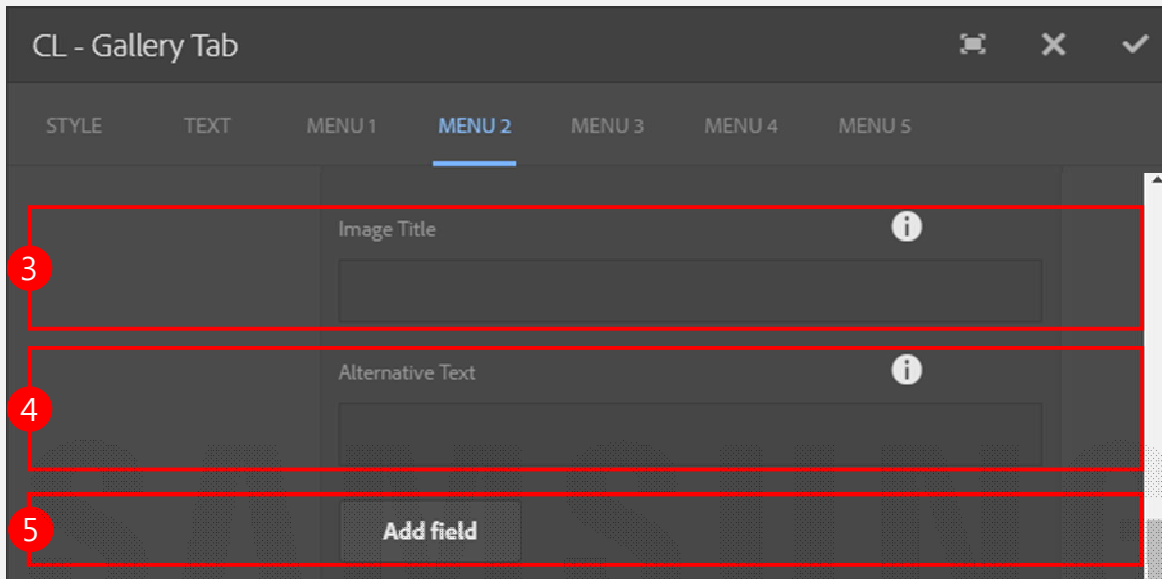 CL - Gallery Tab
STYLE TEXT MENU 1 MENU 2 MENU 3 MENU 4 MENU 5
Image Title
3
Alternative Text
4
5 Add field